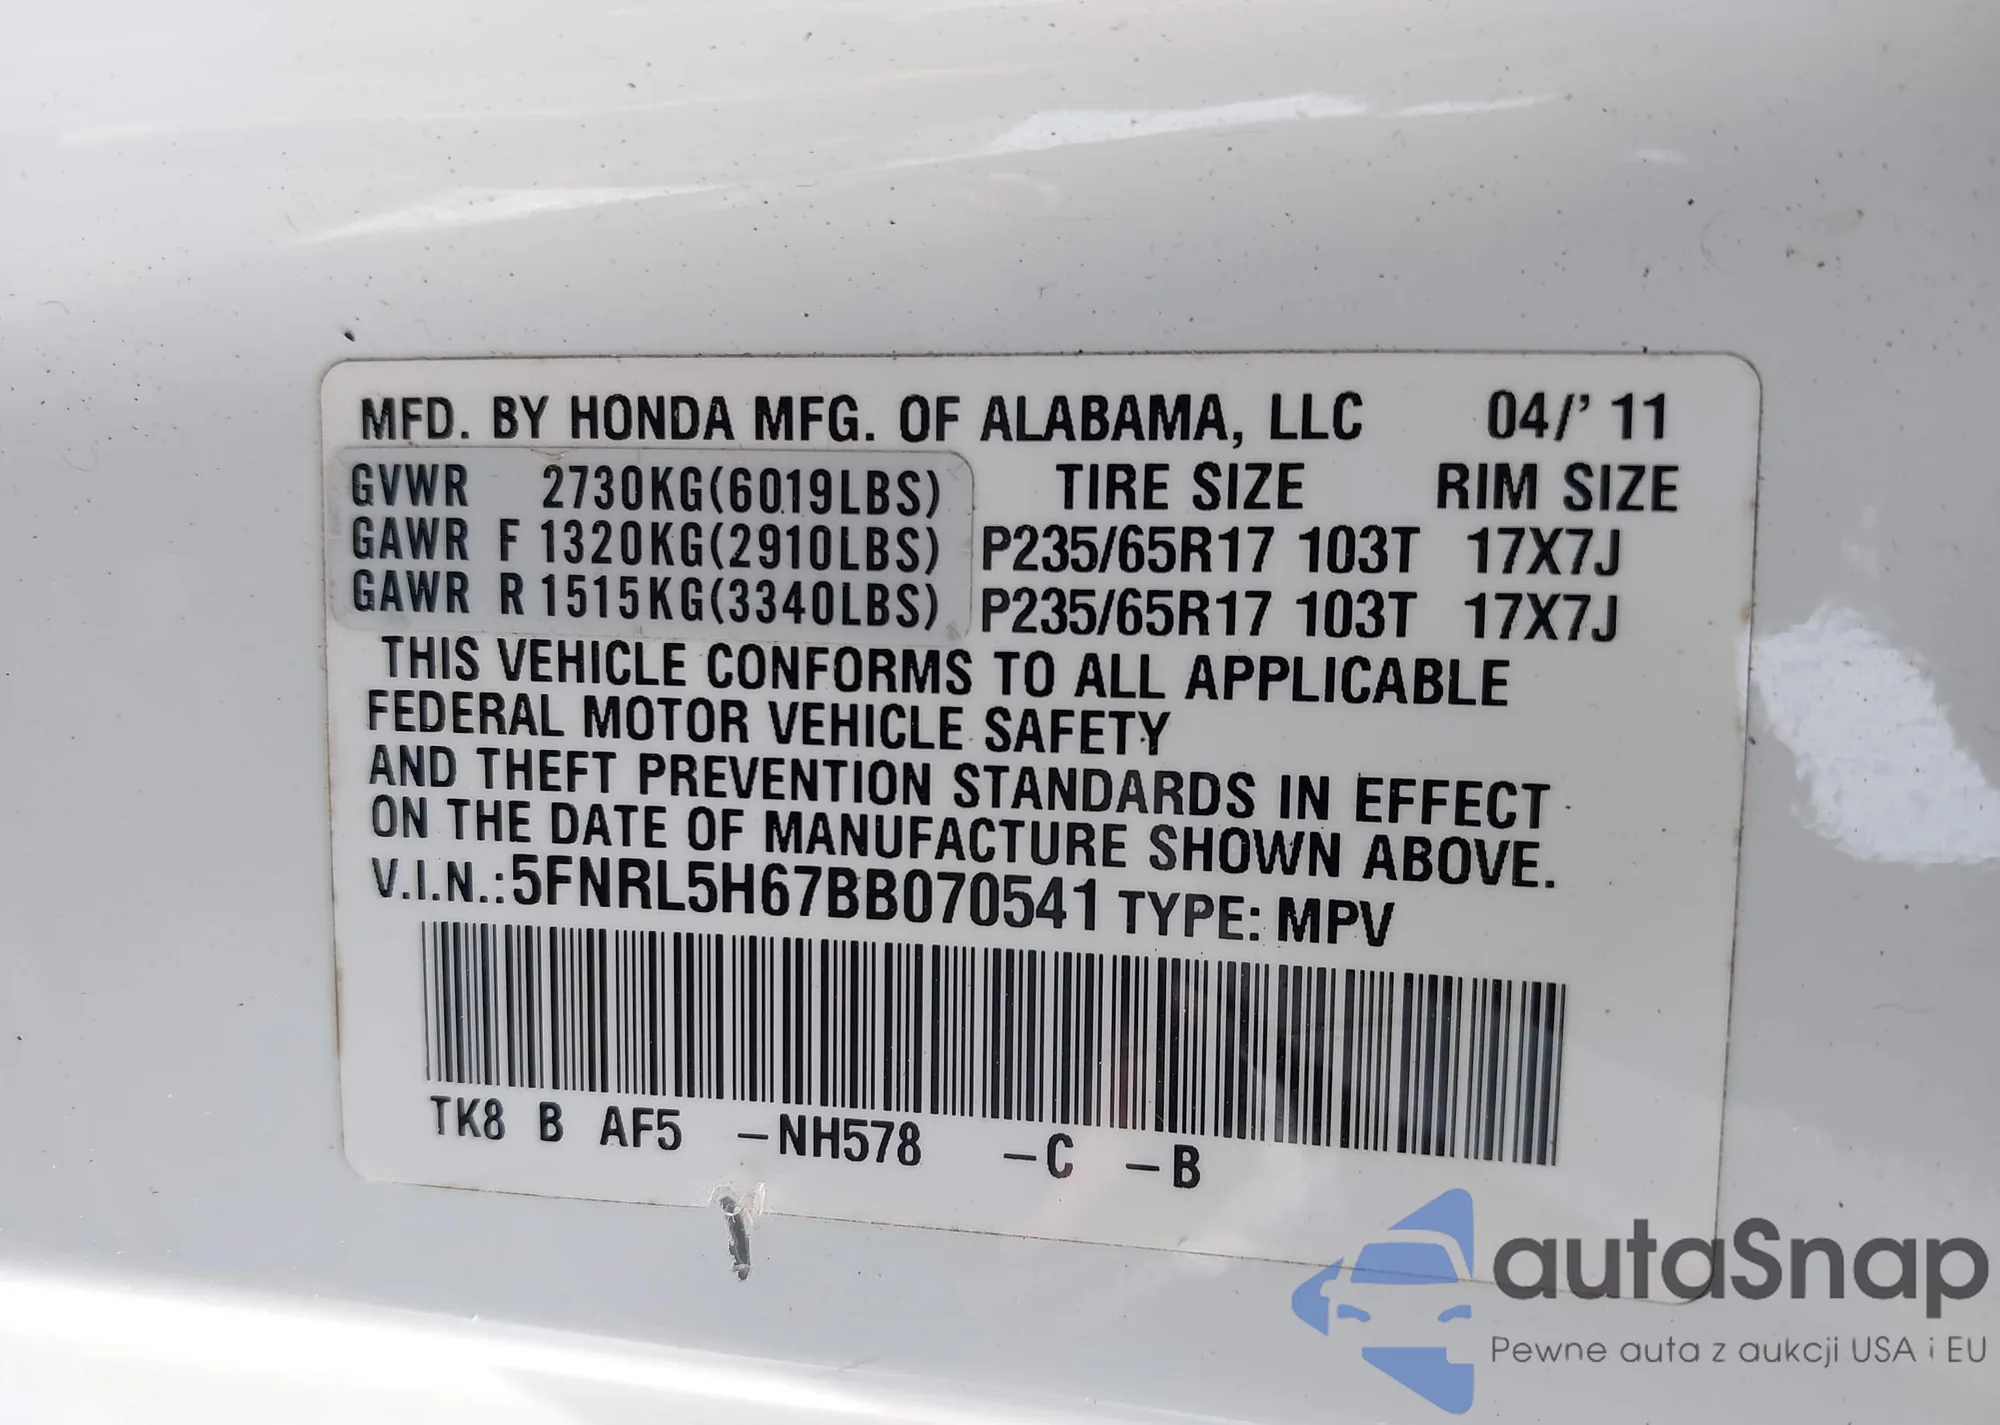 MFD. BY HONDA MFG. OF ALABAMA, LLC 04/' 11
GVWR 2730KG(6019LBS) TIRE SIZE RIM SIZE
GAWR F 1320KG(2910LBS) P235/65R17 103T 17X7J
GAWR R 1515KG(3340LBS) P235/65R17 103T 17X7J
THIS VEHICLE CONFORMS TO ALL APPLICABLE
FEDERAL MOTOR VEHICLE SAFETY
AND THEFT PREVENTION STANDARDS IN EFFECT
ON THE DATE OF MANUFACTURE SHOWN ABOVE.
V.I.N.:5FNRL5H67BB070541 TYPE: MPV
TK8 B AF5 –NH578 –C –B
autaSnap
Pewne auta z aukcji USA i EU